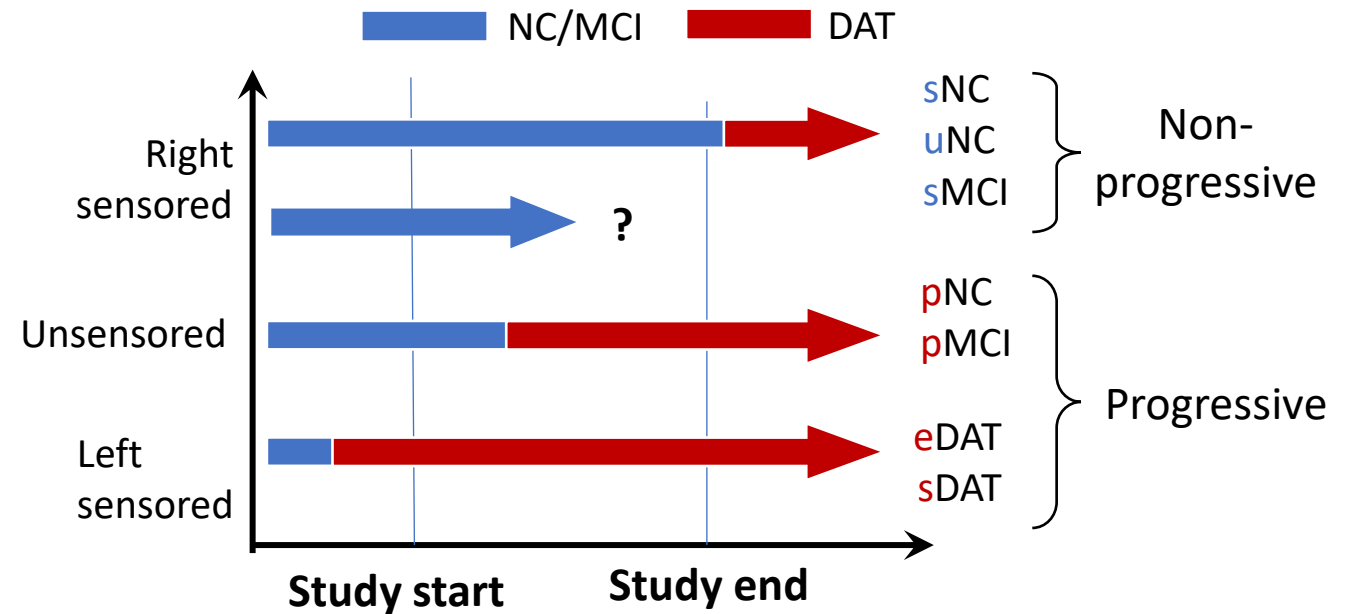 NC/MCI
DAT
Right
sensored
?
Unsensored
Left
sensored
sNC
uNC
sMCI
Non-
progressive
pNC
pMCI
eDAT
sDAT
Progressive
Study start
Study end